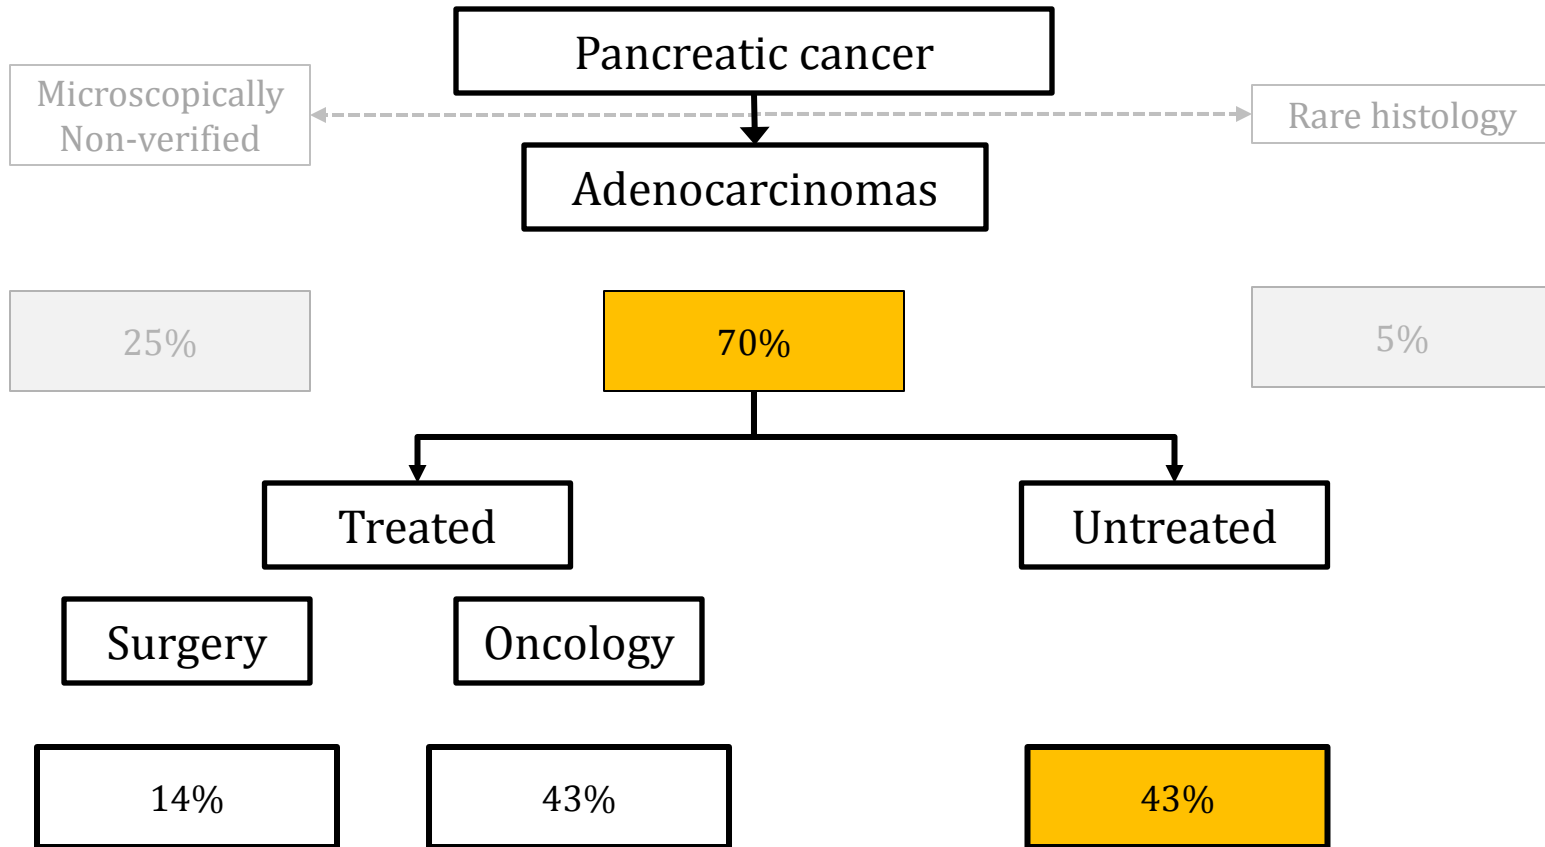 Pancreatic cancer
Microscopically
Non-verified
Rare histology
Adenocarcinomas
25%
70%
5%
Treated
Untreated
Surgery
Oncology
14%
43%
43%